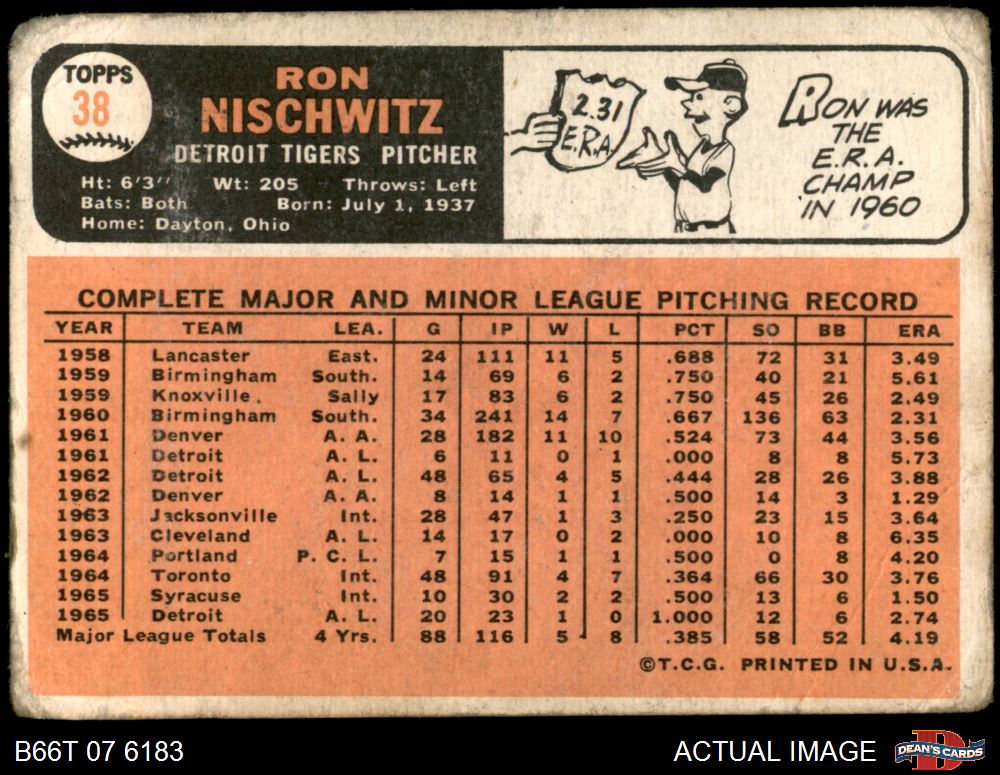 TOPPS
38
RON
NISCHWITZ
DETROIT TIGERS PITCHER
Ht: 6'3" Wt: 205 Throws: Left
Bats: Both Born: July 1, 1937
Home: Dayton, Ohio
2.31
E.R.A.
RON WAS
THE
E.R.A.
CHAMP
IN 1960
COMPLETE MAJOR AND MINOR LEAGUE PITCHING RECORD
YEAR TEAM LEA. G IP W L PCT SO BB ERA
1958 Lancaster East. 24 111 11 5 .688 72 31 3.49
1959 Birmingham South. 14 69 6 2 .750 40 21 5.61
1959 Knoxville. Sally 17 83 6 2 .750 45 26 2.49
1960 Birmingham South. 34 241 14 7 .667 136 63 2.31
1961 Denver A. A. 28 182 11 10 .524 73 44 3.56
1961 Detroit A. L. 6 11 0 1 .000 8 8 5.73
1962 Detroit A. L. 48 65 4 5 .444 28 26 3.88
1962 Denver A. A. 8 14 1 1 .500 14 3 1.29
1963 Jacksonville Int. 28 47 1 3 .250 23 15 3.64
1963 Cleveland A. L. 14 17 0 2 .000 10 8 6.35
1964 Portland P. C. L. 7 15 1 1 .500 0 8 4.20
1964 Toronto Int. 48 91 4 7 .364 66 30 3.76
1965 Syracuse Int. 10 30 2 2 .500 13 6 1.50
1965 Detroit A. L. 20 23 1 0 1.000 12 6 2.74
Major League Totals 4 Yrs. 88 116 5 8 .385 58 52 4.19
©T.C.G. PRINTED IN U.S.A.
B66T 07 6183
ACTUAL IMAGE
DEAN'S CARDS